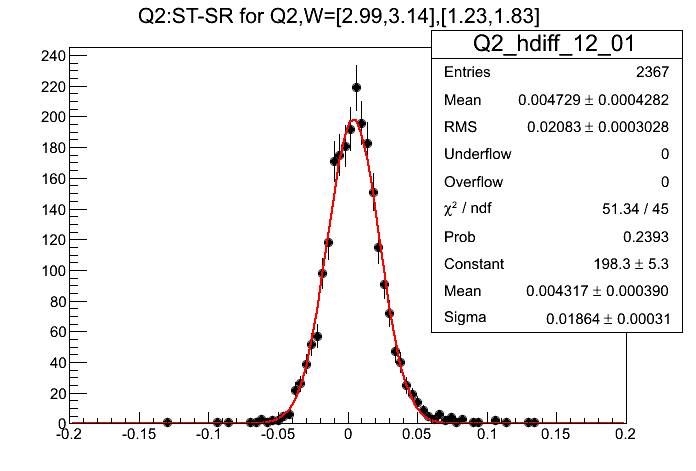 Q2:ST-SR for Q2,W=[2.99,3.14],[1.23,1.83]
Q2_hdiff_12_01
Entries 2367
Mean 0.004729 ± 0.0004282
RMS 0.02083 ± 0.0003028
Underflow 0
Overflow 0
χ² / ndf 51.34 / 45
Prob 0.2393
Constant 198.3 ± 5.3
Mean 0.004317 ± 0.000390
Sigma 0.01864 ± 0.00031
240
220
200
180
160
140
120
100
80
60
40
20
0
-0.2 -0.15 -0.1 -0.05 0 0.05 0.1 0.15 0.2